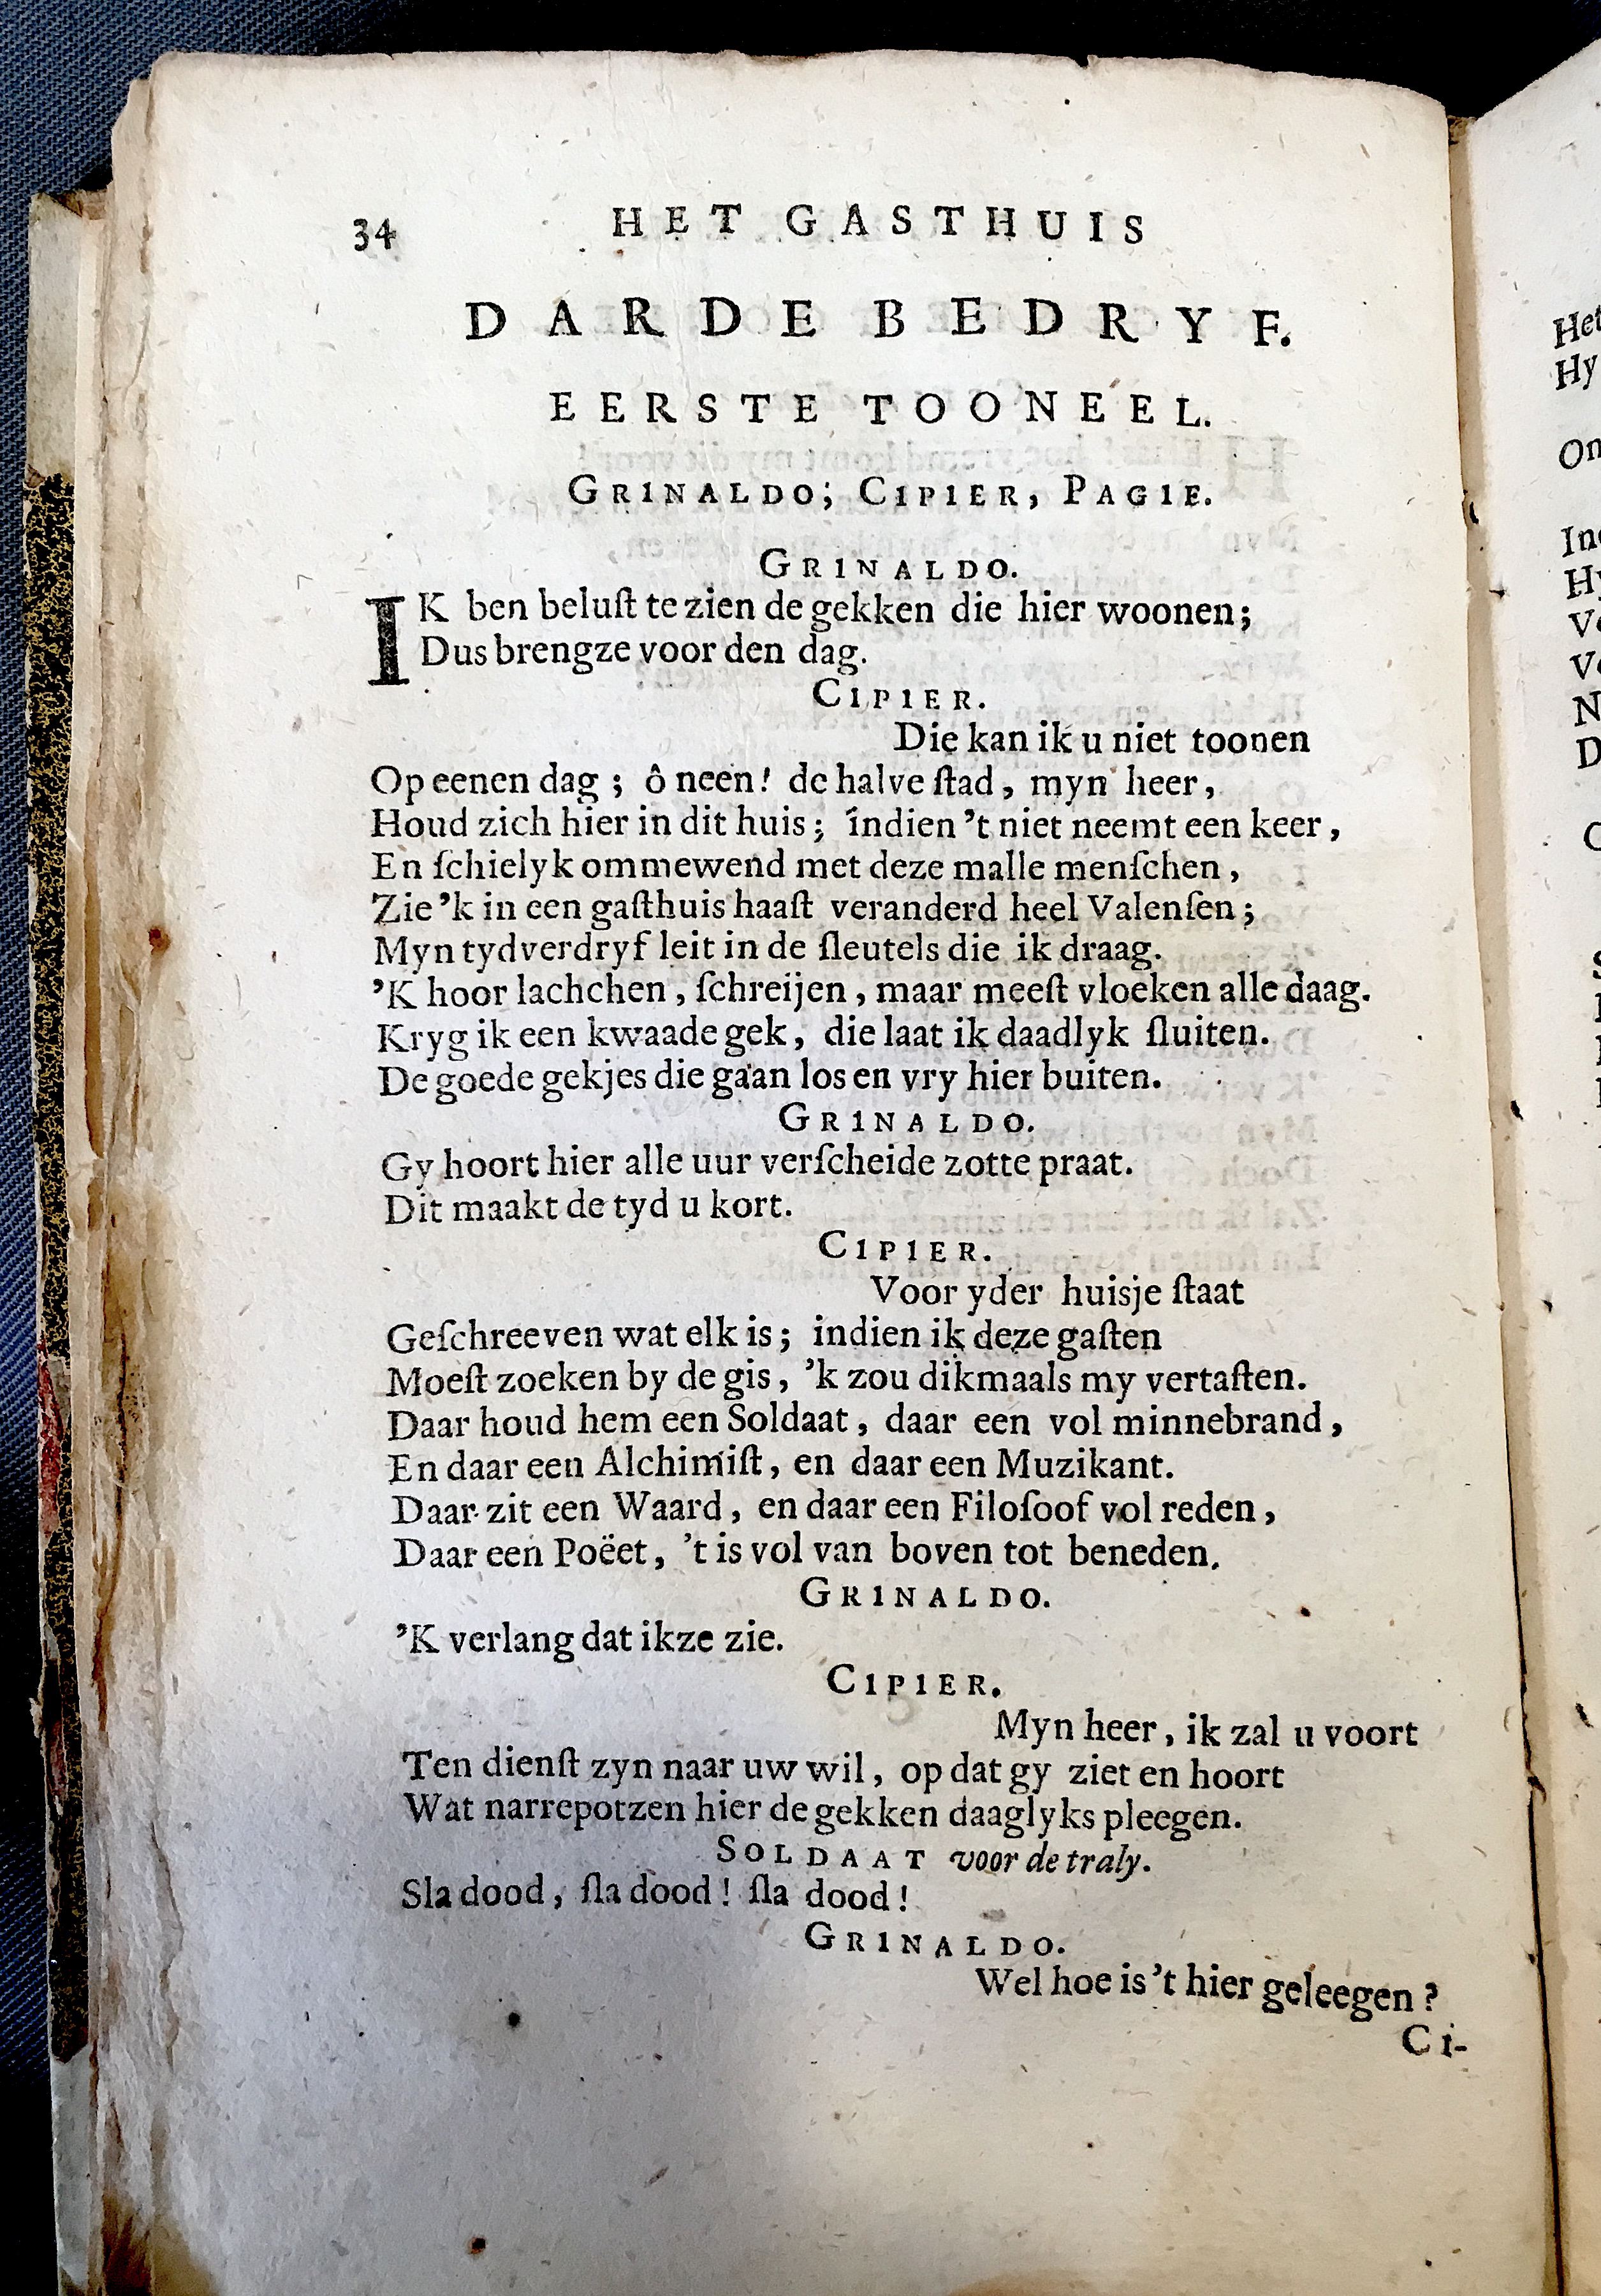 34 HET GASTHUIS
DARDE BEDRYF.
EERSTE TOONEEL.
GRINALDO; CIPIER, PAGIE.
GRINALDO.
IK ben beluſt te zien de gekken die hier woonen;
Dus brengze voor den dag.
CIPIER.
Die kan ik u niet toonen
Op eenen dag; ô neen! de halve ſtad, myn heer,
Houd zich hier in dit huis; indien 't niet neemt een keer,
En ſchielyk ommewend met deze malle menſchen,
Zie 'k in een gaſthuis haaſt veranderd heel Valenſen;
Myn tydverdryf leit in de ſleutels die ik draag.
'K hoor lachchen, ſchreijen, maar meeſt vloeken alle daag.
Kryg ik een kwaade gek, die laat ik daadlyk ſluiten.
De goede gekjes die gaan los en vry hier buiten.
GRINALDO.
Gy hoort hier alle uur verſcheide zotte praat.
Dit maakt de tyd u kort.
CIPIER.
Voor yder huisje ſtaat
Geſchreeven wat elk is; indien ik deze gaſten
Moeſt zoeken by de gis, 'k zou dikmaals my vertaſten.
Daar houd hem een Soldaat, daar een vol minnebrand,
En daar een Alchimiſt, en daar een Muzikant.
Daar zit een Waard, en daar een Filoſoof vol reden,
Daar een Poëet, 't is vol van boven tot beneden.
GRINALDO.
'K verlang dat ikze zie.
CIPIER.
Myn heer, ik zal u voort
Ten dienſt zyn naar uw wil, op dat gy ziet en hoort
Wat narrepotzen hier de gekken daaglyks pleegen.
SOLDAAT voor de traly.
Sla dood, ſla dood! ſla dood!
GRINALDO.
Wel hoe is 't hier geleegen?
Ci-
Het
Hy